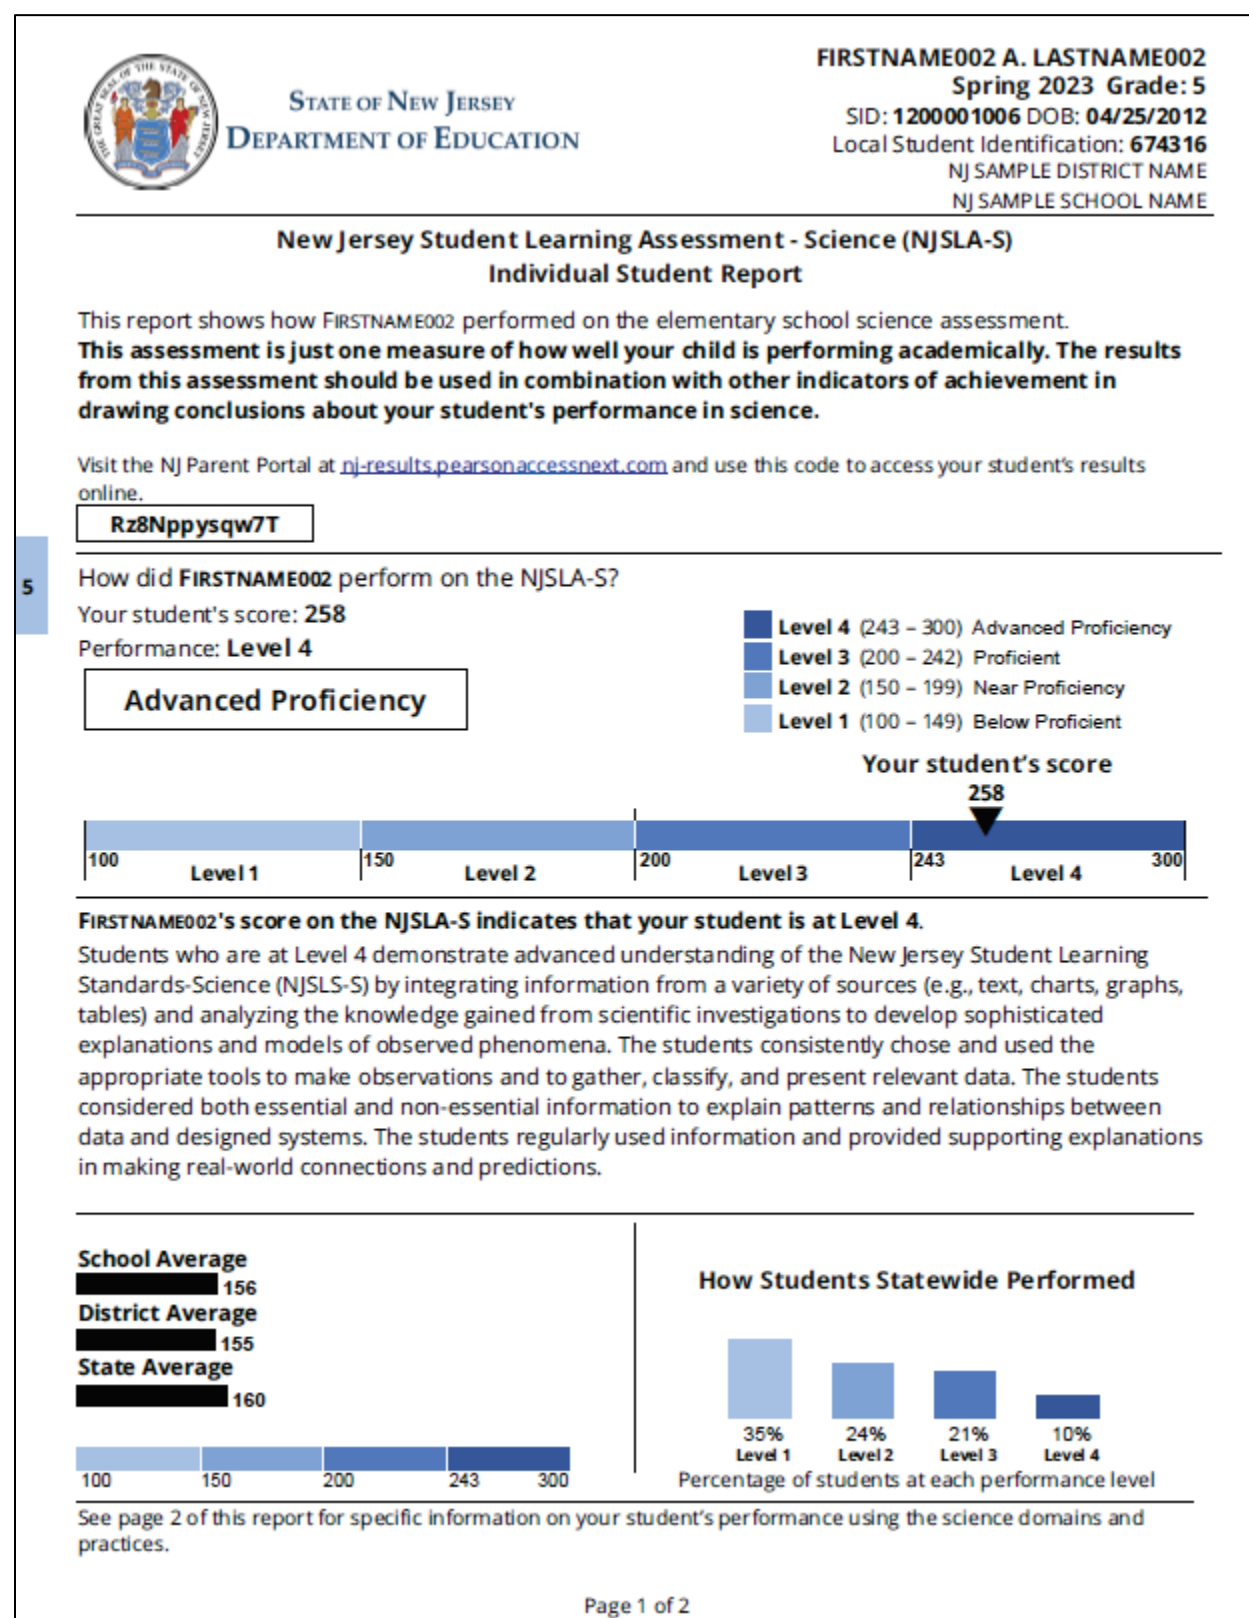 THE GREAT SEAL OF THE STATE OF NEW JERSEY
STATE OF NEW JERSEY
DEPARTMENT OF EDUCATION
FIRSTNAME002 A. LASTNAME002
Spring 2023 Grade: 5
SID: 1200001006 DOB: 04/25/2012
Local Student Identification: 674316
NJ SAMPLE DISTRICT NAME
NJ SAMPLE SCHOOL NAME
New Jersey Student Learning Assessment - Science (NJSLA-S)
Individual Student Report
This report shows how FIRSTNAME002 performed on the elementary school science assessment.
This assessment is just one measure of how well your child is performing academically. The results
from this assessment should be used in combination with other indicators of achievement in
drawing conclusions about your student's performance in science.
Visit the NJ Parent Portal at nj-results.pearsonaccessnext.com and use this code to access your student's results
online.
Rz8Nppysqw7T
5
How did FIRSTNAME002 perform on the NJSLA-S?
Your student's score: 258
Performance: Level 4
Advanced Proficiency
Level 4 (243 – 300) Advanced Proficiency
Level 3 (200 – 242) Proficient
Level 2 (150 – 199) Near Proficiency
Level 1 (100 – 149) Below Proficient
Your student's score
258
100 150 200 243 300
Level 1 Level 2 Level 3 Level 4
FIRSTNAME002's score on the NJSLA-S indicates that your student is at Level 4.
Students who are at Level 4 demonstrate advanced understanding of the New Jersey Student Learning
Standards-Science (NJSLS-S) by integrating information from a variety of sources (e.g., text, charts, graphs,
tables) and analyzing the knowledge gained from scientific investigations to develop sophisticated
explanations and models of observed phenomena. The students consistently chose and used the
appropriate tools to make observations and to gather, classify, and present relevant data. The students
considered both essential and non-essential information to explain patterns and relationships between
data and designed systems. The students regularly used information and provided supporting explanations
in making real-world connections and predictions.
School Average
156
District Average
155
State Average
160
100 150 200 243 300
How Students Statewide Performed
35% 24% 21% 10%
Level 1 Level 2 Level 3 Level 4
Percentage of students at each performance level
See page 2 of this report for specific information on your student's performance using the science domains and
practices.
Page 1 of 2